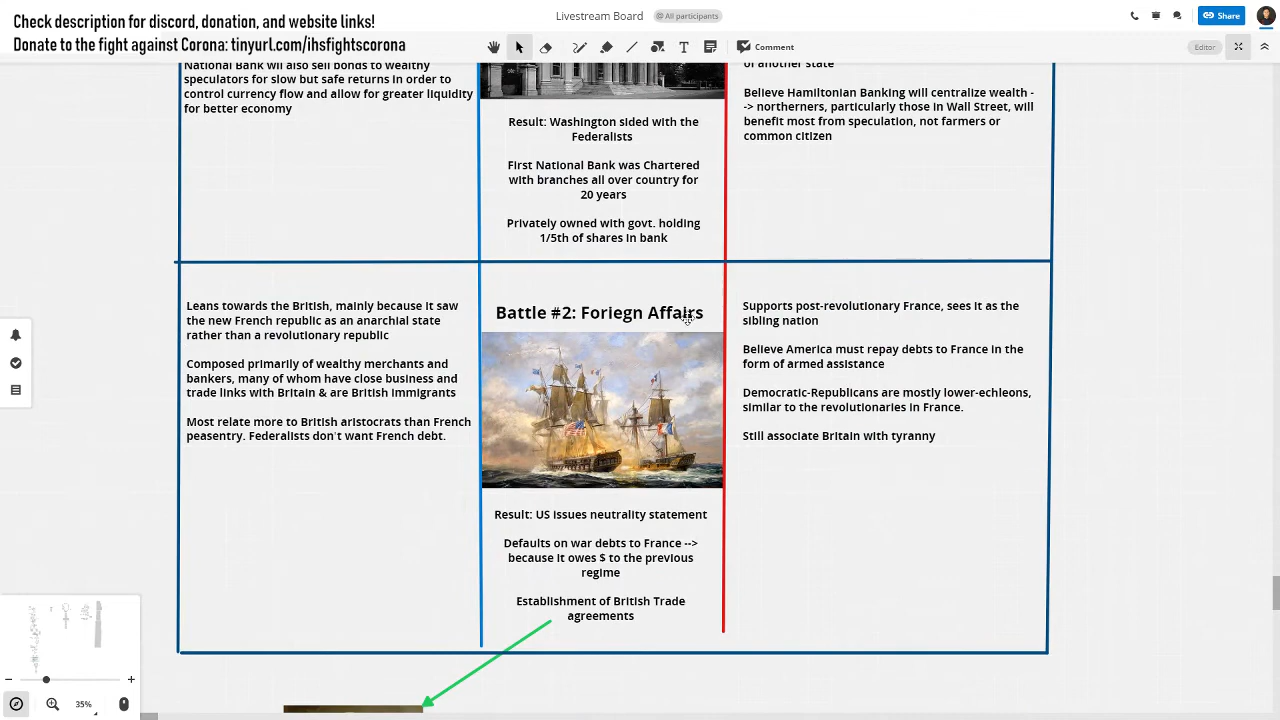 Check description for discord, donation, and website links!
Donate to the fight against Corona: tinyurl.com/ihsfightscorona
Livestream Board
@ All participants
Share
Comment
Editor
National Bank wil also sell bonds to wealthy
speculators for slow but safe returns in order to
control currency flow and allow for greater liquidity
for better economy
Result: Washington sided with the
Federalists
First National Bank was Chartered
with branches all over country for
20 years
Privately owned with govt. holding
1/5th of shares in bank
of another state
Believe Hamiltonian Banking will centralize wealth -
-> northerners, particularly those in Wall Street, will
benefit most from speculation, not farmers or
common citizen
Leans towards the British, mainly because it saw
the new French republic as an anarchial state
rather than a revolutionary republic
Composed primarily of wealthy merchants and
bankers, many of whom have close business and
trade links with Britain & are British immigrants
Most relate more to British aristocrats than French
peasentry. Federalists don't want French debt.
Battle #2: Foriegn Affairs
Result: US issues neutrality statement
Defaults on war debts to France -->
because it owes $ to the previous
regime
Establishment of British Trade
agreements
Supports post-revolutionary France, sees it as the
sibling nation
Believe America must repay debts to France in the
form of armed assistance
Democratic-Republicans are mostly lower-echleons,
similar to the revolutionaries in France.
Still associate Britain with tyranny
35%